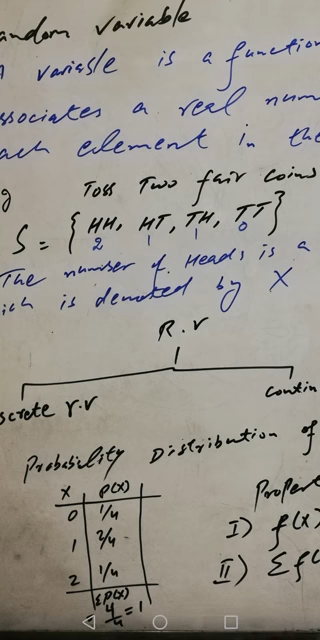 andom variable
A variable is a function
ssociates a real num
ach element in the
g Toss Two fair coins
S = { HH, HT, TH, TT }
2 1 1 0
The number of Heads is a
ich is denoted by X
R.v
screte r.v
contin
Probability Distribution of
X P(X)
0 1/4
1 2/4
2 1/4
ΣP(X)
= 4/4 = 1
Propert
I) f(x)
II) Σf(